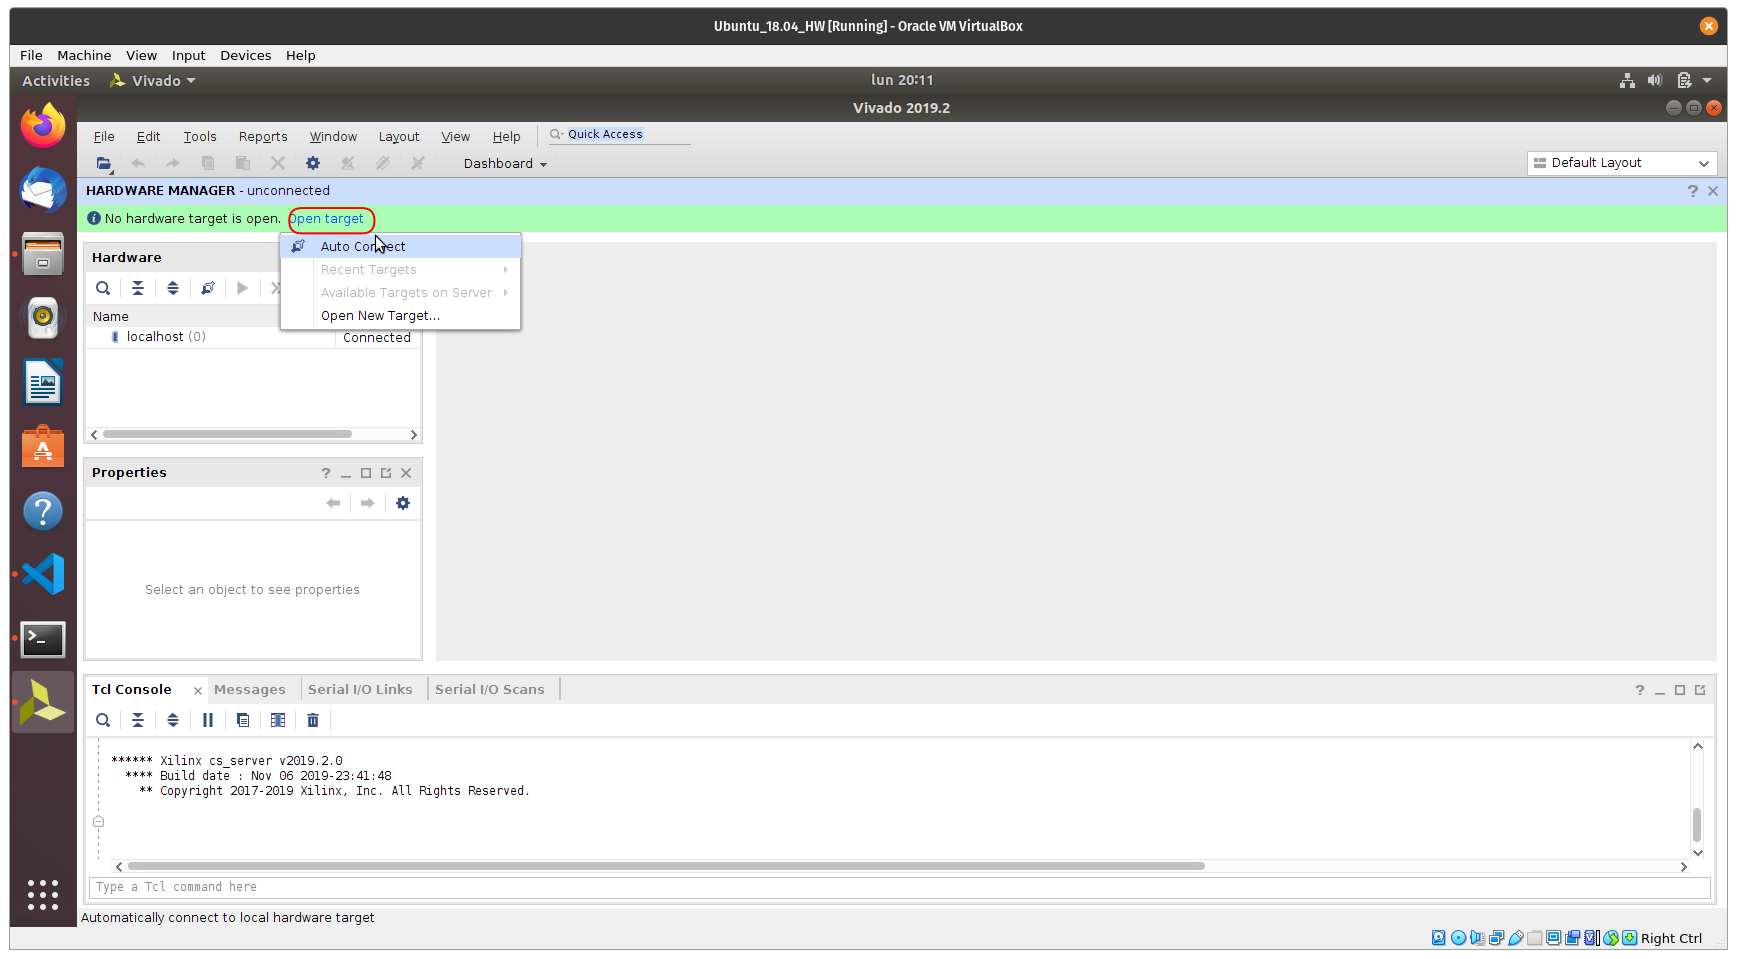 Ubuntu_18.04_HW [Running] - Oracle VM VirtualBox
File Machine View Input Devices Help
Activities Vivado lun 20:11
Vivado 2019.2
File Edit Tools Reports Window Layout View Help Quick Access
Dashboard Default Layout
HARDWARE MANAGER - unconnected
No hardware target is open. Open target
Auto Connect
Recent Targets
Available Targets on Server
Open New Target...
Hardware
Name
localhost (0) Connected
Properties
Select an object to see properties
Tcl Console Messages Serial I/O Links Serial I/O Scans
****** Xilinx cs_server v2019.2.0
**** Build date : Nov 06 2019-23:41:48
** Copyright 2017-2019 Xilinx, Inc. All Rights Reserved.
Type a Tcl command here
Automatically connect to local hardware target
Right Ctrl